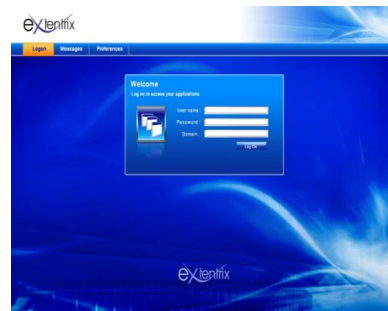 extentrix
Logon Messages Preferences
Welcome
Log on to access your applications.
User name :
Password :
Domain :
Log On
extentrix